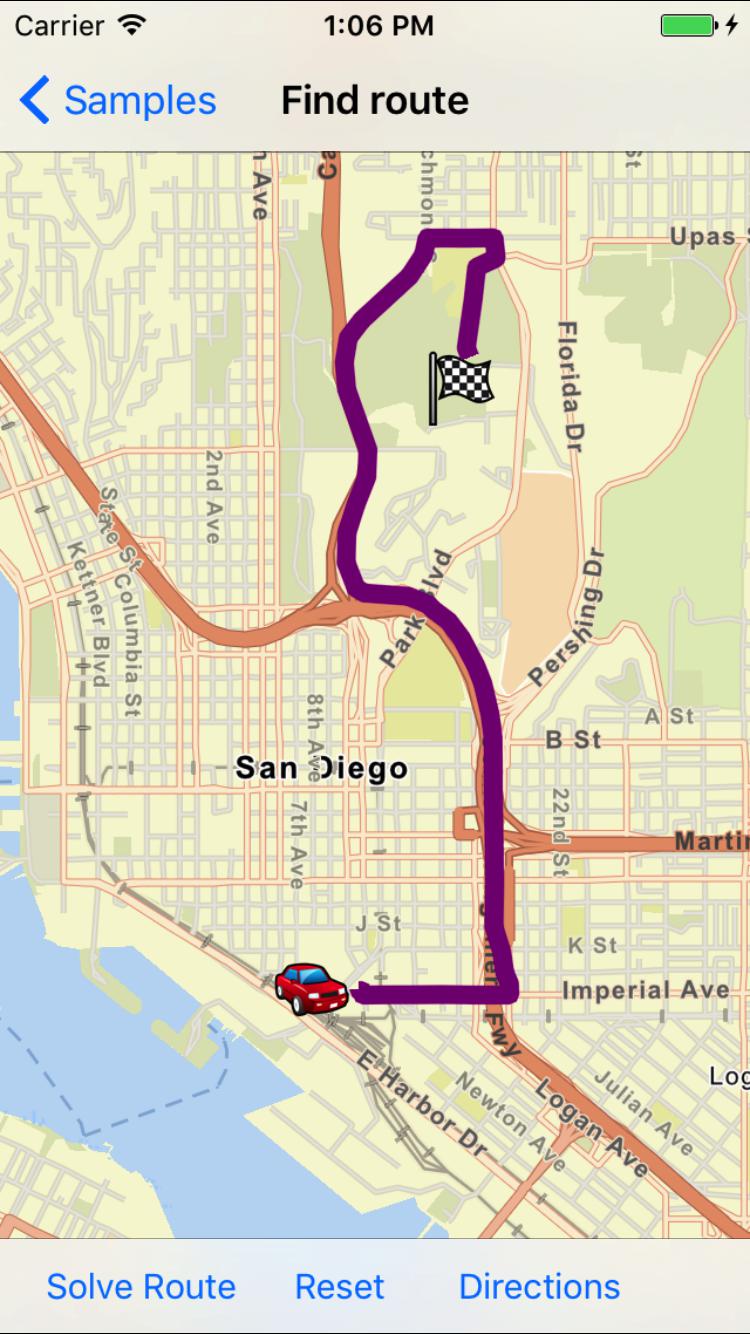 Carrier 1:06 PM
Samples Find route
n Ave
Ca
chmon
St
Upas S
Florida Dr
2nd Ave
State St
Columbia St
Kettner Blvd
Park Blvd
Pershing Dr
8th Ave
A St
B St
San Diego
7th Ave
22nd St
Martin
J St
K St
Imperial Ave
Fwy
E Harbor Dr
Newton Ave
Logan Ave
Julian Ave
Log
Solve Route Reset Directions